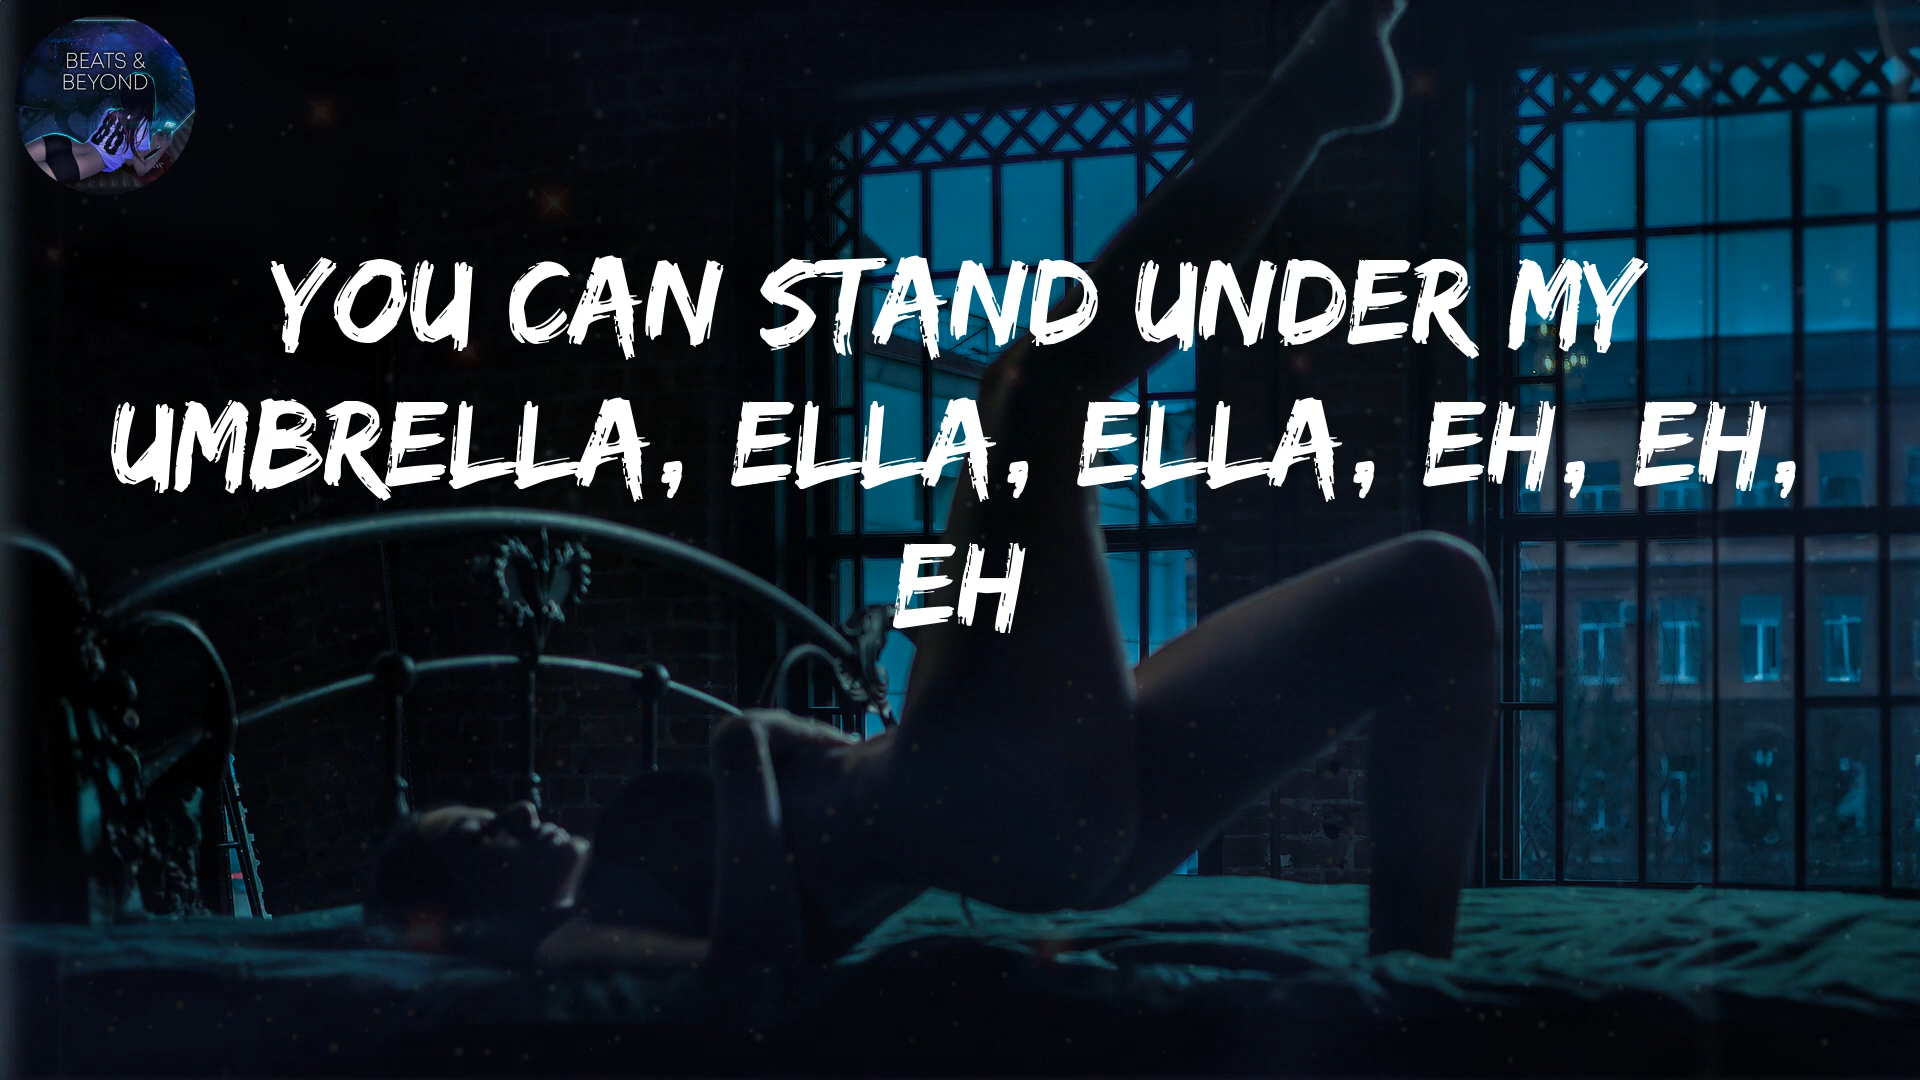 BEATS &
BEYOND
YOU CAN STAND UNDER MY
UMBRELLA, ELLA, ELLA, EH, EH,
EH